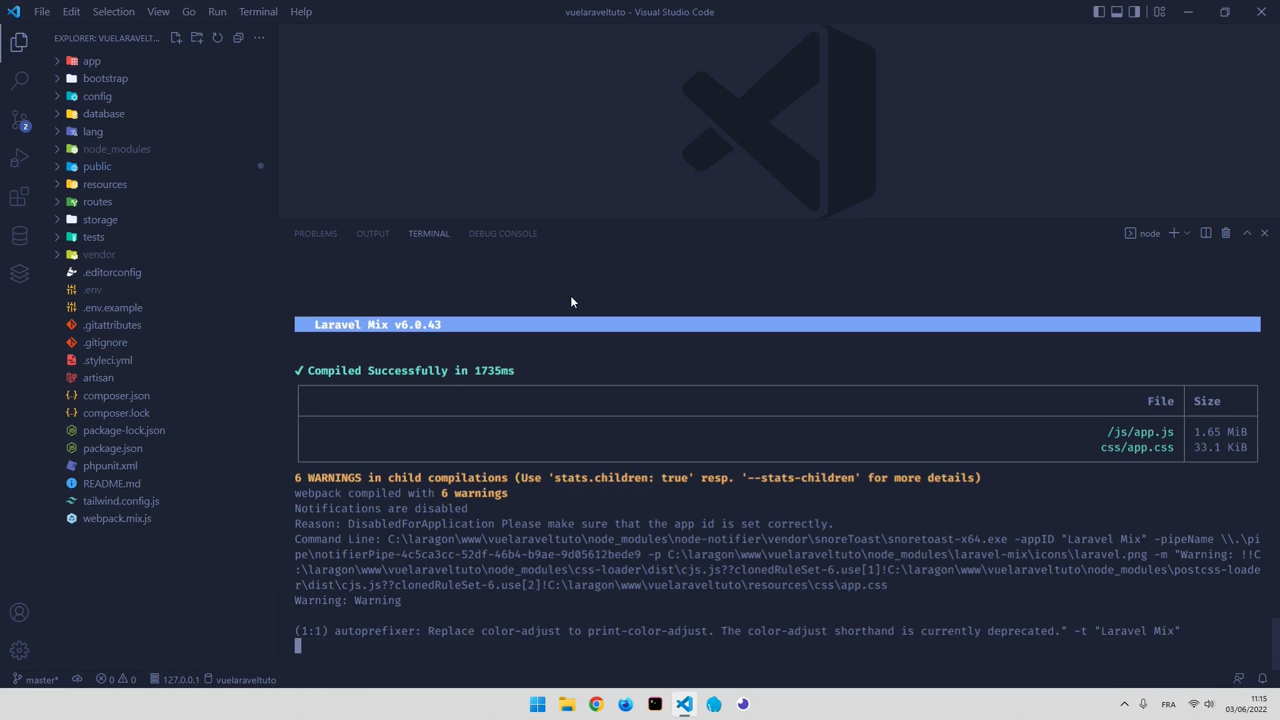 File Edit Selection View Go Run Terminal Help
vuelaraveltuto - Visual Studio Code
EXPLORER: VUELARAVELT...
app
bootstrap
config
database
lang
node_modules
public
resources
routes
storage
tests
vendor
.editorconfig
.env
.env.example
.gitattributes
.gitignore
.styleci.yml
artisan
composer.json
composer.lock
package-lock.json
package.json
phpunit.xml
README.md
tailwind.config.js
webpack.mix.js
2
PROBLEMS OUTPUT TERMINAL DEBUG CONSOLE
node
Laravel Mix v6.0.43
✓ Compiled Successfully in 1735ms
File Size
/js/app.js 1.65 MiB
css/app.css 33.1 KiB
6 WARNINGS in child compilations (Use 'stats.children: true' resp. '--stats-children' for more details)
webpack compiled with 6 warnings
Notifications are disabled
Reason: DisabledForApplication Please make sure that the app id is set correctly.
Command Line: C:\laragon\www\vuelaraveltuto\node_modules\node-notifier\vendor\snoreToast\snoretoast-x64.exe -appID "Laravel Mix" -pipeName \\.\pi
pe\notifierPipe-4c5ca3cc-52df-46b4-b9ae-9d05612bede9 -p C:\laragon\www\vuelaraveltuto\node_modules\laravel-mix\icons\laravel.png -m "Warning: !!C
:\laragon\www\vuelaraveltuto\node_modules\css-loader\dist\cjs.js??clonedRuleSet-6.use[1]!C:\laragon\www\vuelaraveltuto\node_modules\postcss-loade
r\dist\cjs.js??clonedRuleSet-6.use[2]!C:\laragon\www\vuelaraveltuto\resources\css\app.css
Warning: Warning
(1:1) autoprefixer: Replace color-adjust to print-color-adjust. The color-adjust shorthand is currently deprecated." -t "Laravel Mix"
master* 0 0 127.0.0.1 vuelaraveltuto
FRA
11:15
03/06/2022